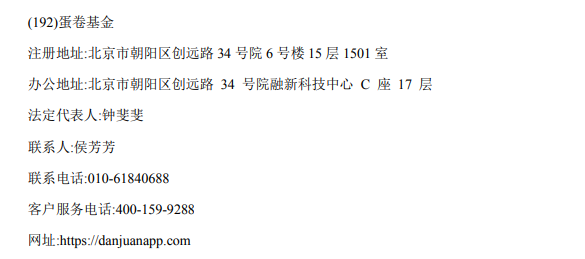 (192)蛋卷基金
注册地址:北京市朝阳区创远路 34 号院 6 号楼 15 层 1501 室
办公地址:北京市朝阳区创远路 34 号院融新科技中心 C 座 17 层
法定代表人:钟斐斐
联系人:侯芳芳
联系电话:010-61840688
客户服务电话:400-159-9288
网址:https://danjuanapp.com